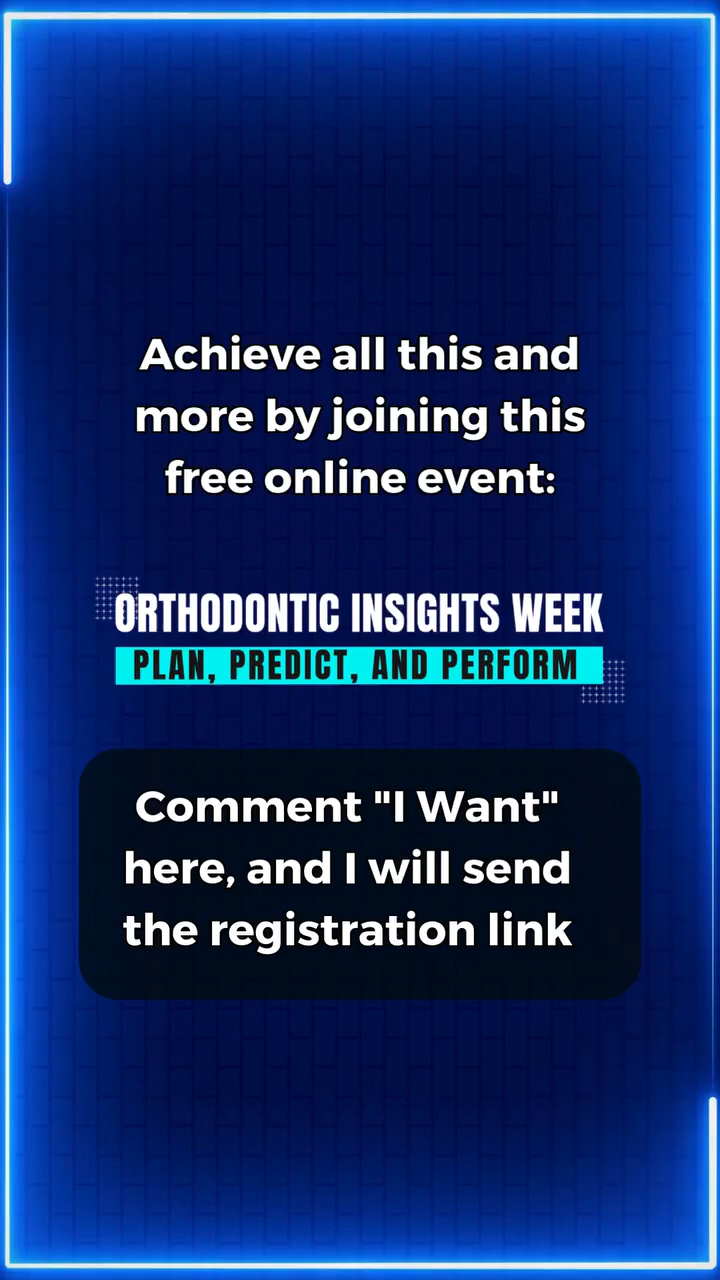 Achieve all this and
more by joining this
free online event:
ORTHODONTIC INSIGHTS WEEK
PLAN, PREDICT, AND PERFORM
Comment "I Want"
here, and I will send
the registration link